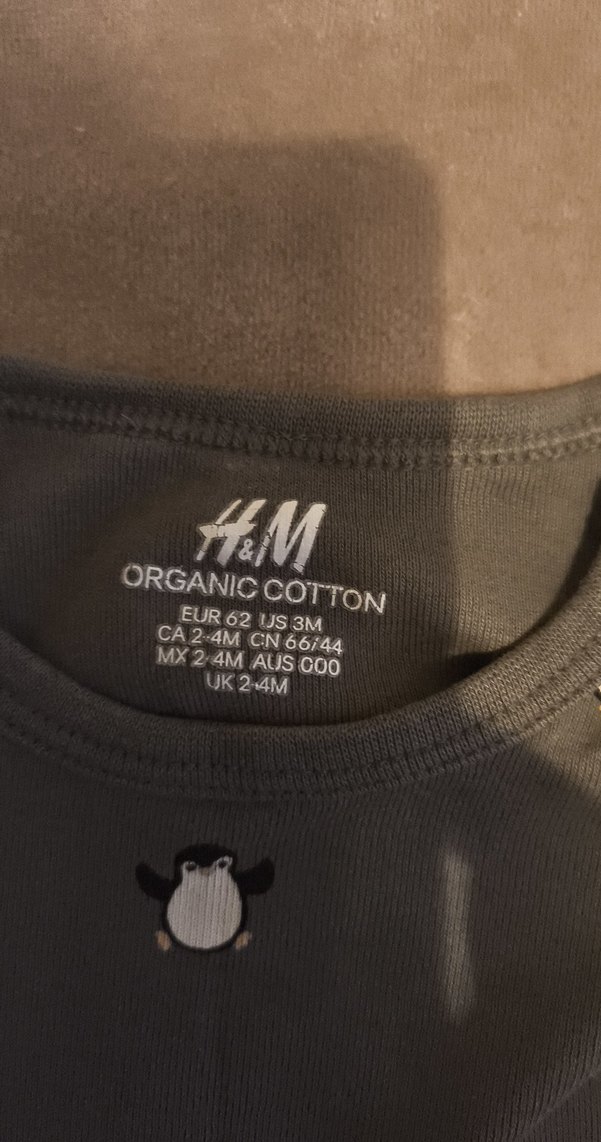 H&M
ORGANIC COTTON
EUR 62 US 3M
CA 2-4M CN 66/44
MX 2-4M AUS 000
UK 2-4M